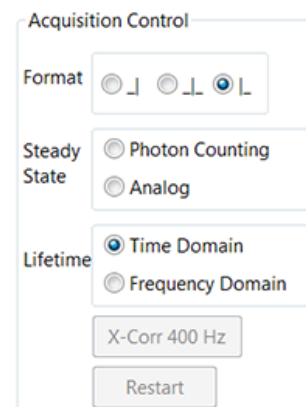 Acquisition Control
Format _| _|_ |_
Steady State
Photon Counting
Analog
Lifetime
Time Domain
Frequency Domain
X-Corr 400 Hz
Restart